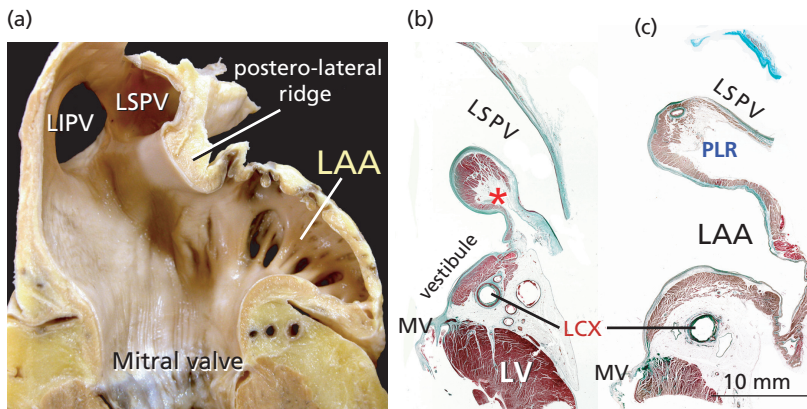 (a)
postero-lateral
ridge
LSPV
LIPV
LAA
Mitral valve
(b)
LSPV
*
vestibule
MV
LCX
LV
(c)
LSPV
PLR
LAA
MV
10 mm